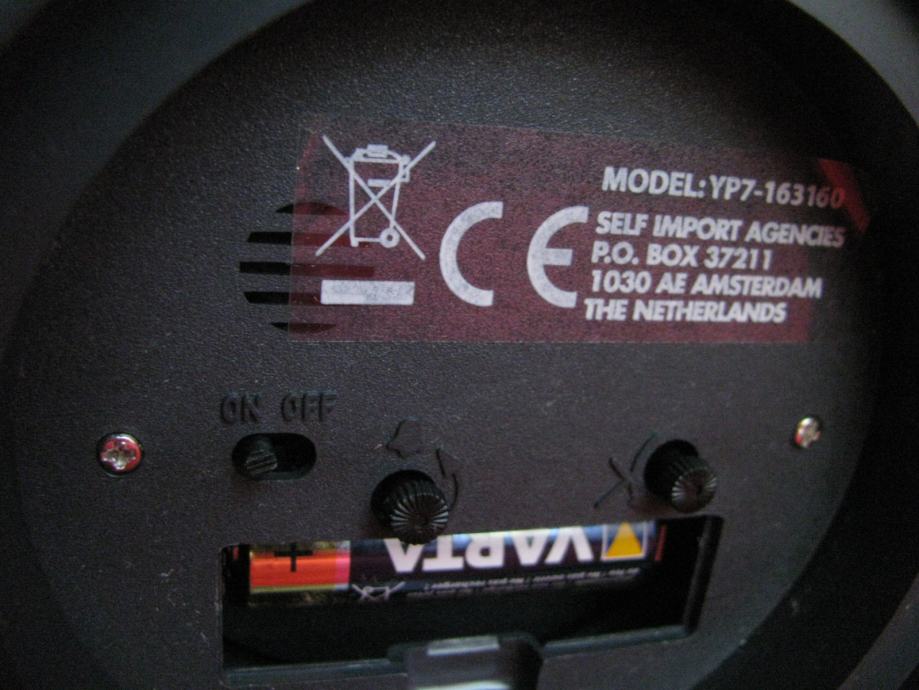 MODEL: YP7-163160
CE
SELF IMPORT AGENCIES
P.O. BOX 37211
1030 AE AMSTERDAM
THE NETHERLANDS
ON OFF
VARTA
+